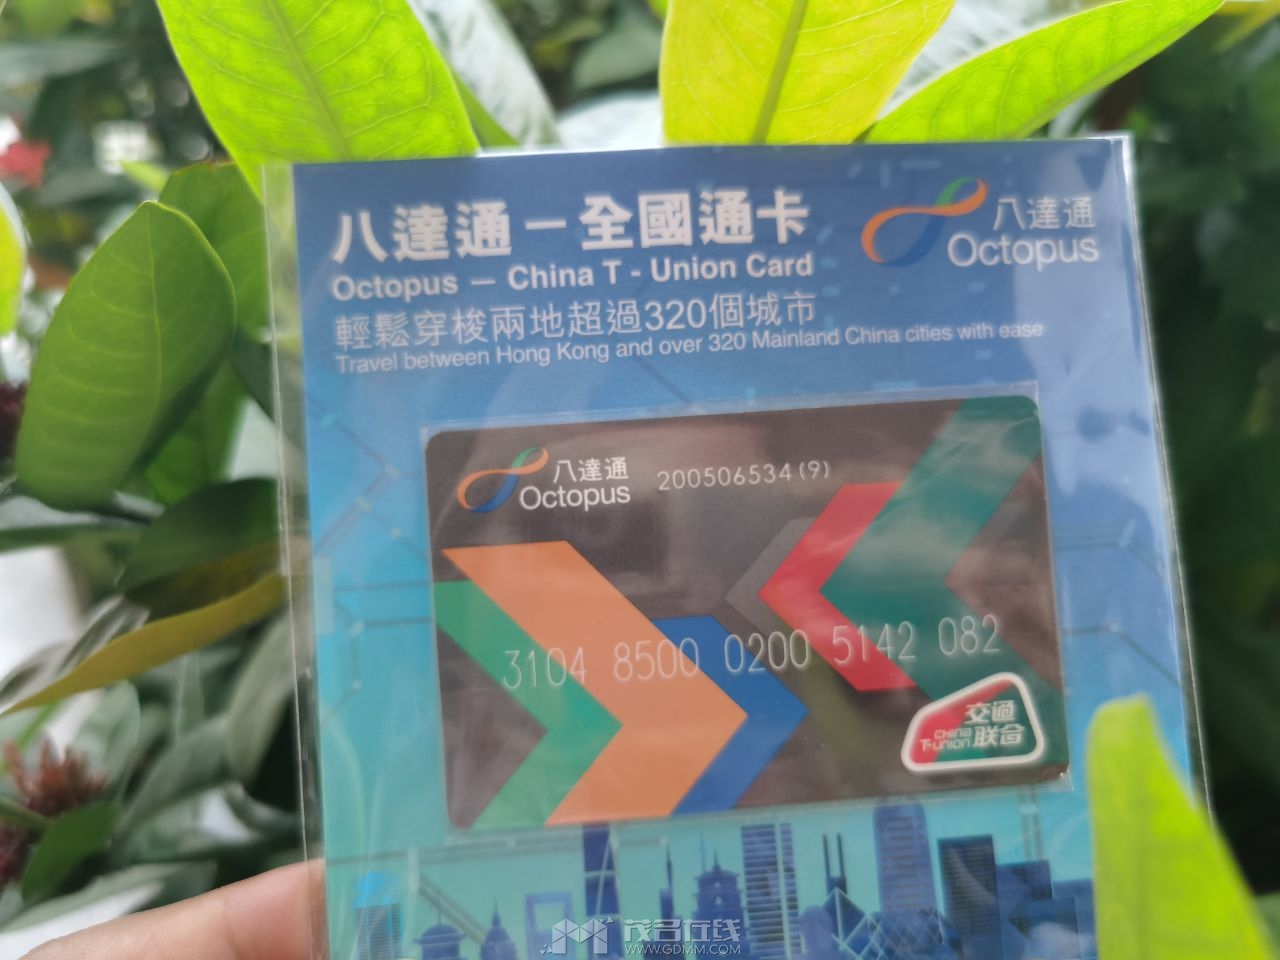 八達通－全國通卡
Octopus — China T - Union Card
輕鬆穿梭兩地超過320個城市
Travel between Hong Kong and over 320 Mainland China cities with ease
八達通
Octopus
八達通
Octopus
200506534(9)
3104 8500 0200 5142 082
交通
联合
CHINA
T-UNION
茂名在线
WWW.GDMM.COM